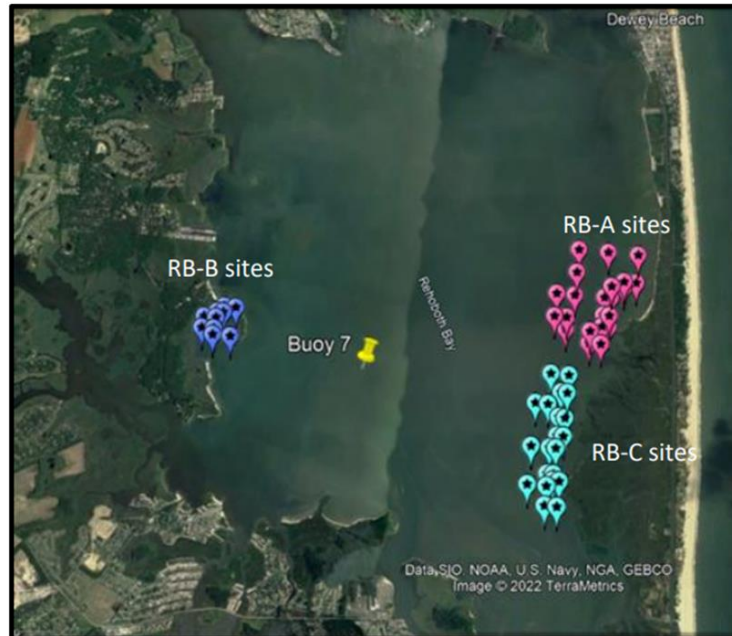 Dewey Beach
RB-A sites
RB-B sites
Rehoboth Bay
Buoy 7
RB-C sites
Data SIO, NOAA, U.S. Navy, NGA, GEBCO
Image © 2022 TerraMetrics